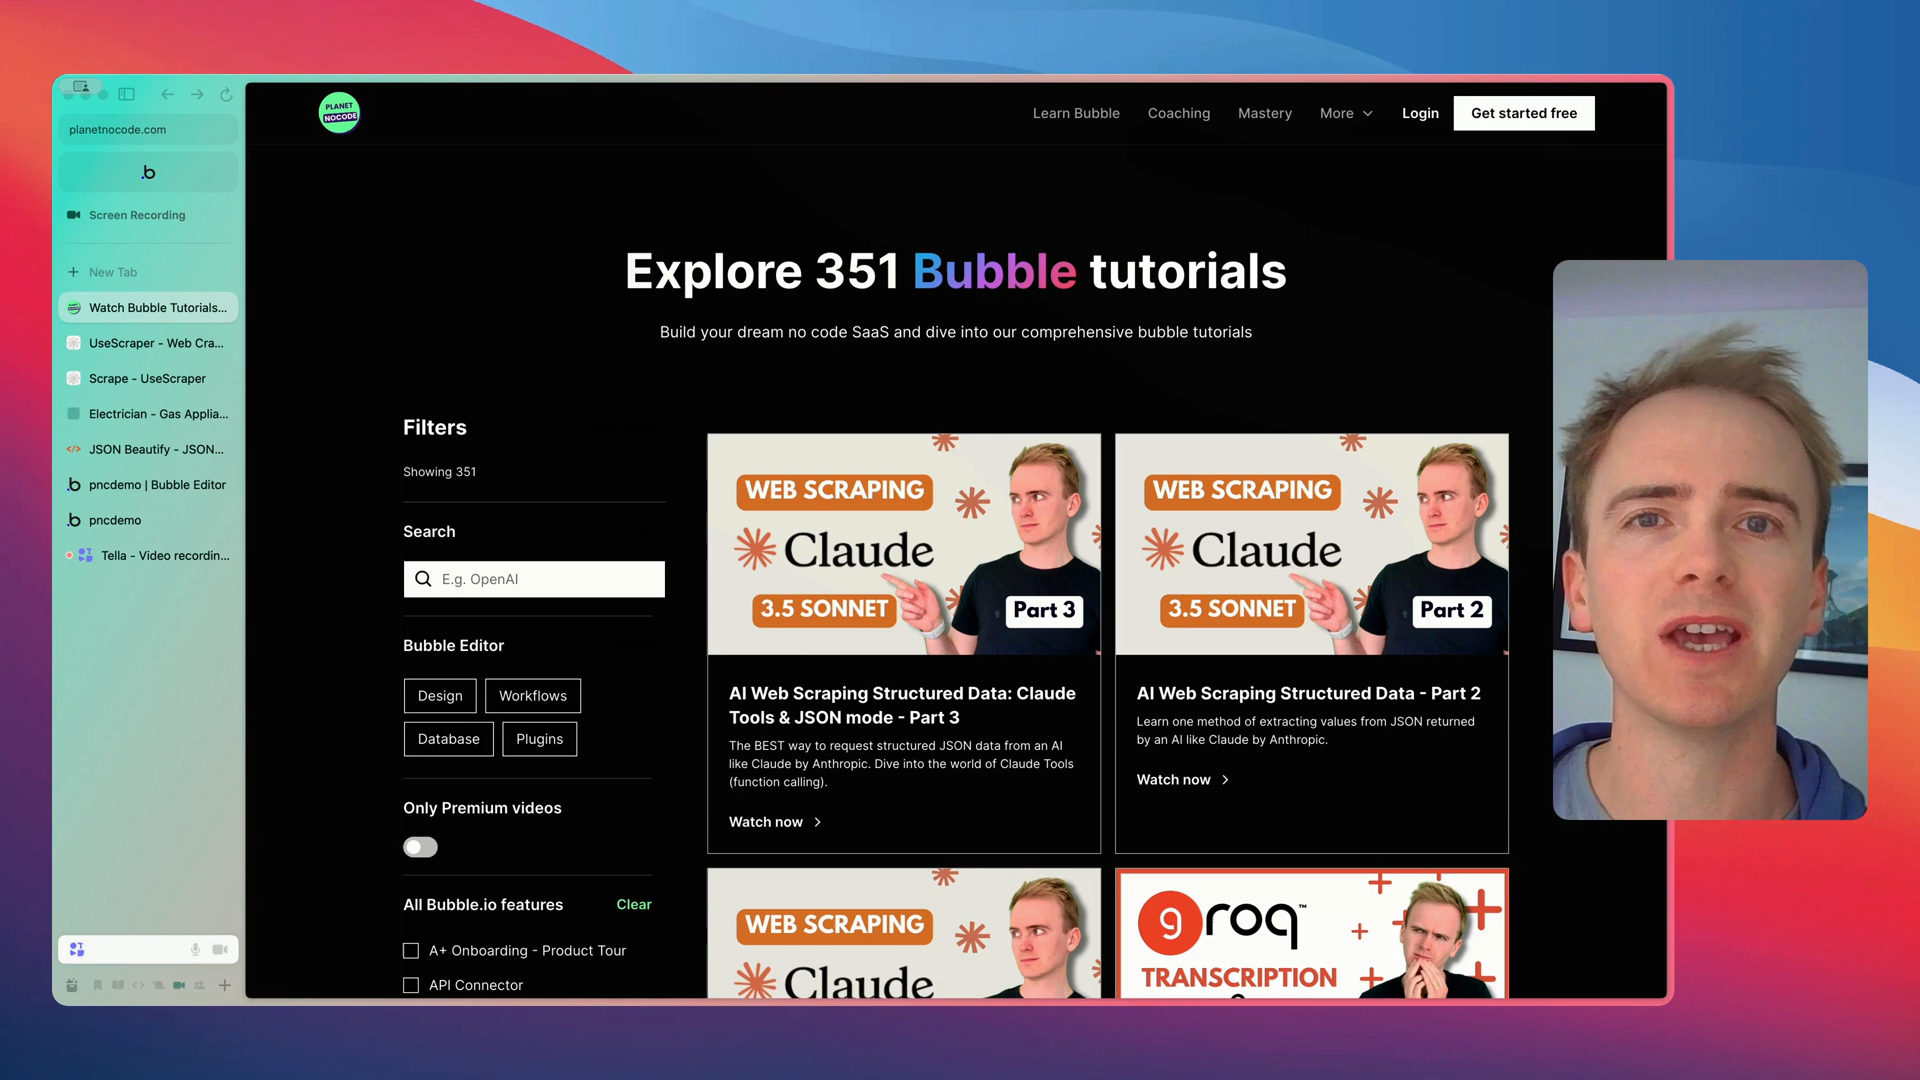 planetnocode.com
.b
Screen Recording
New Tab
Watch Bubble Tutorials...
UseScraper - Web Cra...
Scrape - UseScraper
Electrician - Gas Applia...
JSON Beautify - JSON...
pncdemo | Bubble Editor
pncdemo
Tella - Video recordin...
PLANET
NOCODE
Learn Bubble
Coaching
Mastery
More
Login
Get started free
Explore 351 Bubble tutorials
Build your dream no code SaaS and dive into our comprehensive bubble tutorials
Filters
Showing 351
Search
E.g. OpenAI
Bubble Editor
Design
Workflows
Database
Plugins
Only Premium videos
All Bubble.io features
Clear
A+ Onboarding - Product Tour
API Connector
WEB SCRAPING
Claude
3.5 SONNET
Part 3
AI Web Scraping Structured Data: Claude
Tools & JSON mode - Part 3
The BEST way to request structured JSON data from an AI
like Claude by Anthropic. Dive into the world of Claude Tools
(function calling).
Watch now
WEB SCRAPING
Claude
3.5 SONNET
Part 2
AI Web Scraping Structured Data - Part 2
Learn one method of extracting values from JSON returned
by an AI like Claude by Anthropic.
Watch now
WEB SCRAPING
Claude
groq™
TRANSCRIPTION